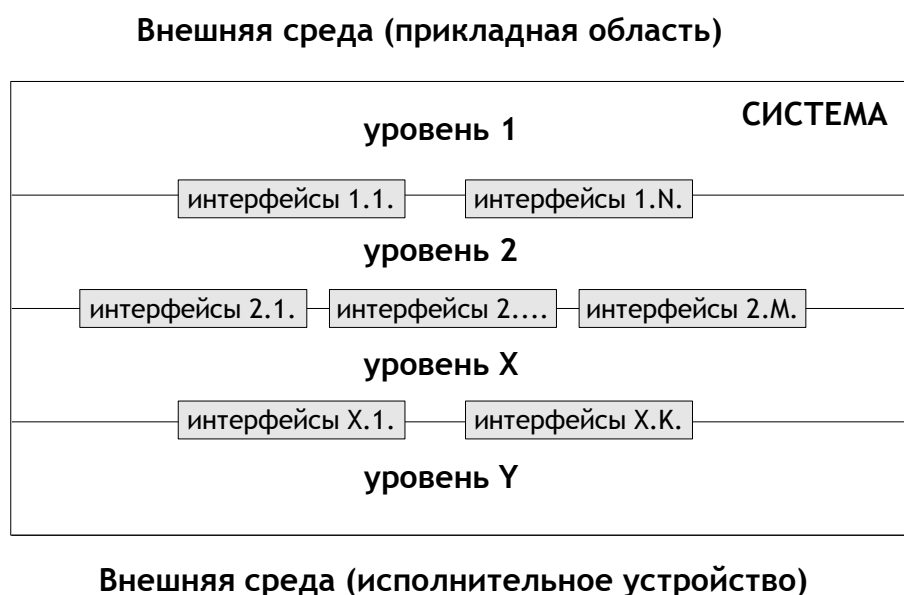 Внешняя среда (прикладная область)
СИСТЕМА
уровень 1
интерфейсы 1.1. интерфейсы 1.N.
уровень 2
интерфейсы 2.1. интерфейсы 2.... интерфейсы 2.M.
уровень X
интерфейсы X.1. интерфейсы X.K.
уровень Y
Внешняя среда (исполнительное устройство)